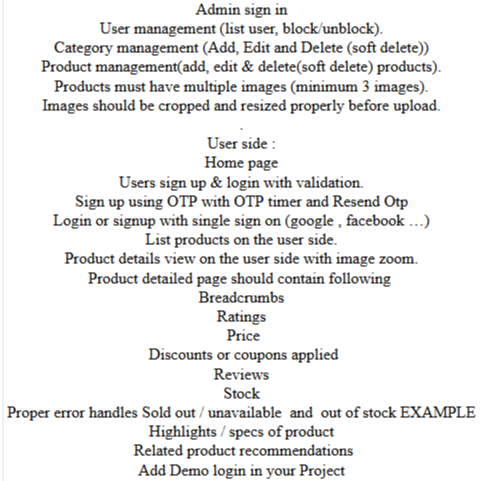 Admin sign in
User management (list user, block/unblock).
Category management (Add, Edit and Delete (soft delete))
Product management(add, edit & delete(soft delete) products).
Products must have multiple images (minimum 3 images).
Images should be cropped and resized properly before upload.
.
User side :
Home page
Users sign up & login with validation.
Sign up using OTP with OTP timer and Resend Otp
Login or signup with single sign on (google , facebook …)
List products on the user side.
Product details view on the user side with image zoom.
Product detailed page should contain following
Breadcrumbs
Ratings
Price
Discounts or coupons applied
Reviews
Stock
Proper error handles Sold out / unavailable  and  out of stock EXAMPLE
Highlights / specs of product
Related product recommendations
Add Demo login in your Project